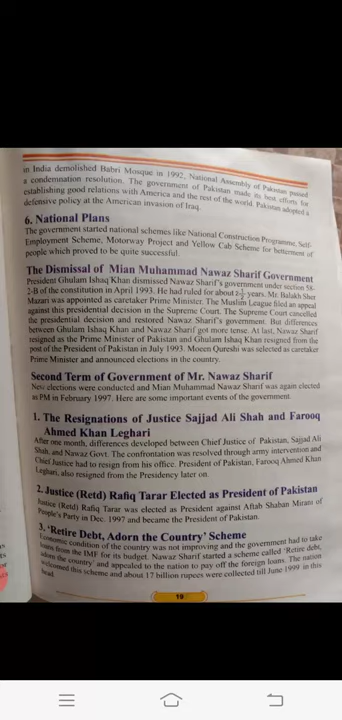 in India demolished Babri Mosque in 1992, National Assembly of Pakistan passed
a condemnation resolution. The government of Pakistan made its best efforts for
establishing good relations with America and the rest of the world. Pakistan adopted a
defensive policy at the American invasion of Iraq.
6. National Plans
The government started national schemes like National Construction Programme, Self-
Employment Scheme, Motorway Project and Yellow Cab Scheme for betterment of
people which proved to be quite successful.
The Dismissal of Mian Muhammad Nawaz Sharif Government
President Ghulam Ishaq Khan dismissed Nawaz Sharif's government under section 58-
2-B of the constitution in April 1993. He had ruled for about 2½ years. Mr. Balakh Sher
Mazari was appointed as caretaker Prime Minister. The Muslim League filed an appeal
against this presidential decision in the Supreme Court. The Supreme Court cancelled
the presidential decision and restored Nawaz Sharif's government. But differences
between Ghulam Ishaq Khan and Nawaz Sharif got more tense. At last, Nawaz Sharif
resigned as the Prime Minister of Pakistan and Ghulam Ishaq Khan resigned from the
post of the President of Pakistan in July 1993. Moeen Qureshi was selected as caretaker
Prime Minister and announced elections in the country.
Second Term of Government of Mr. Nawaz Sharif
New elections were conducted and Mian Muhammad Nawaz Sharif was again elected
as PM in February 1997. Here are some important events of the government.
1. The Resignations of Justice Sajjad Ali Shah and Farooq
Ahmed Khan Leghari
After one month, differences developed between Chief Justice of Pakistan, Sajjad Ali
Shah, and Nawaz Govt. The confrontation was resolved through army intervention and
Chief Justice had to resign from his office. President of Pakistan, Farooq Ahmed Khan
Leghari, also resigned from the Presidency later on.
2. Justice (Retd) Rafiq Tarar Elected as President of Pakistan
Justice (Retd) Rafiq Tarar was elected as President against Aftab Shaban Mirani of
People's Party in Dec. 1997 and became the President of Pakistan.
3. 'Retire Debt, Adorn the Country' Scheme
Economic condition of the country was not improving and the government had to take
loans from the IMF for its budget. Nawaz Sharif started a scheme called 'Retire debt,
adorn the country' and appealed to the nation to pay off the foreign loans. The nation
welcomed this scheme and about 17 billion rupees were collected till June 1999 in this
head.
19